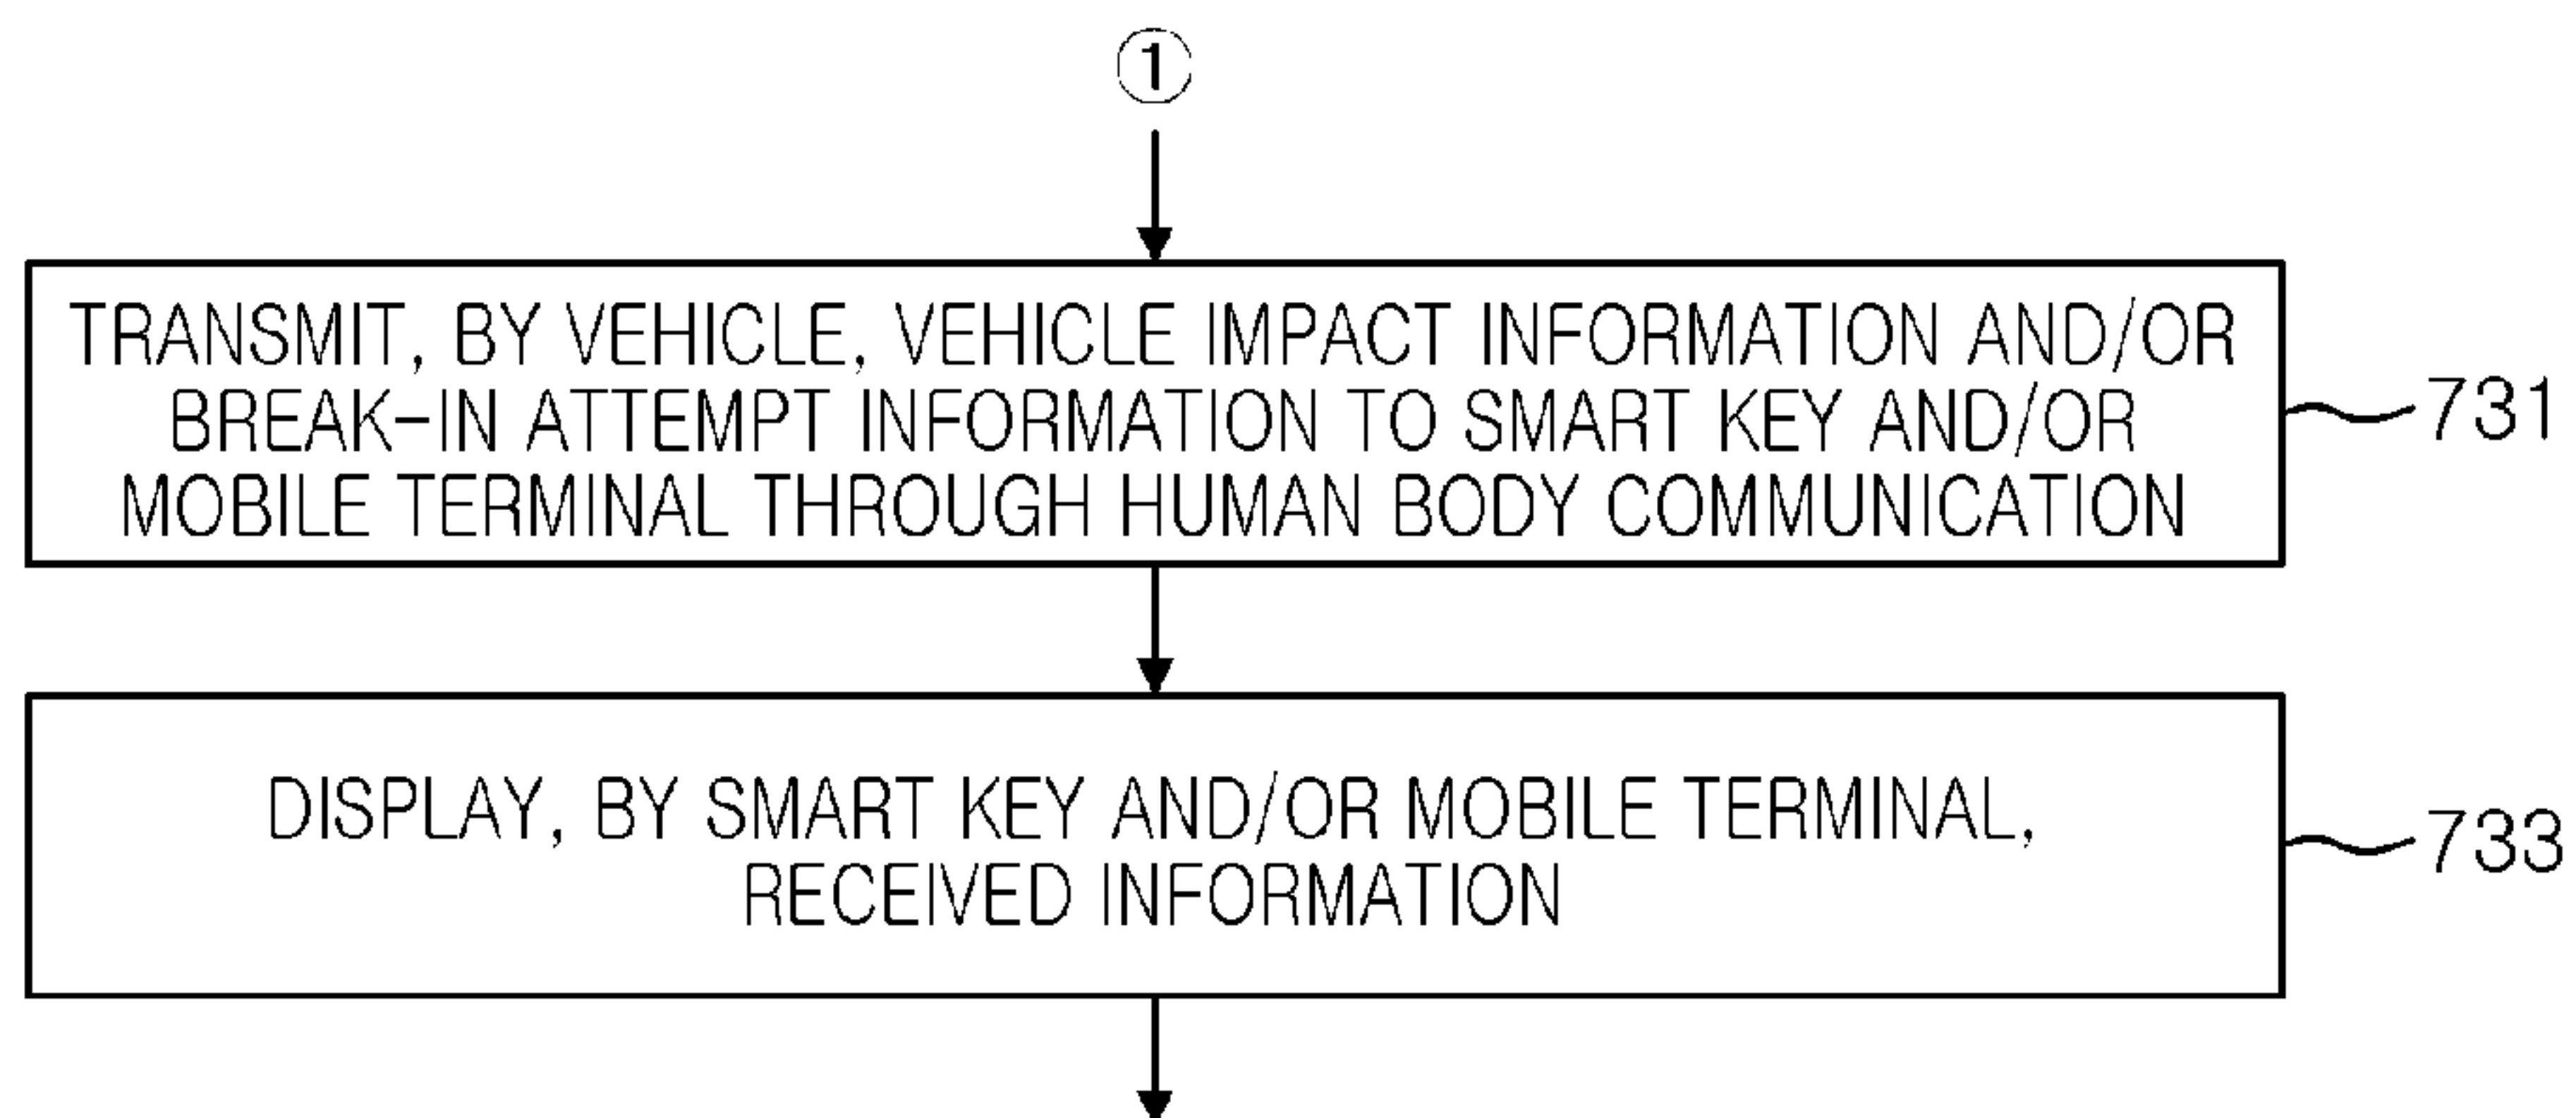 ①
TRANSMIT, BY VEHICLE, VEHICLE IMPACT INFORMATION AND/OR
BREAK-IN ATTEMPT INFORMATION TO SMART KEY AND/OR
MOBILE TERMINAL THROUGH HUMAN BODY COMMUNICATION
731
DISPLAY, BY SMART KEY AND/OR MOBILE TERMINAL,
RECEIVED INFORMATION
733